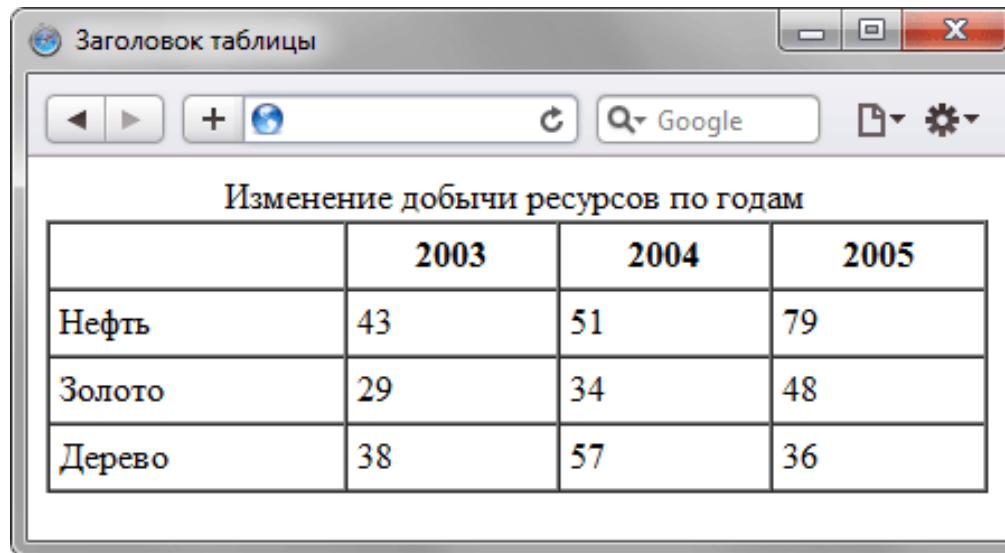 Заголовок таблицы
Google
Изменение добычи ресурсов по годам
2003 2004 2005
Нефть 43 51 79
Золото 29 34 48
Дерево 38 57 36